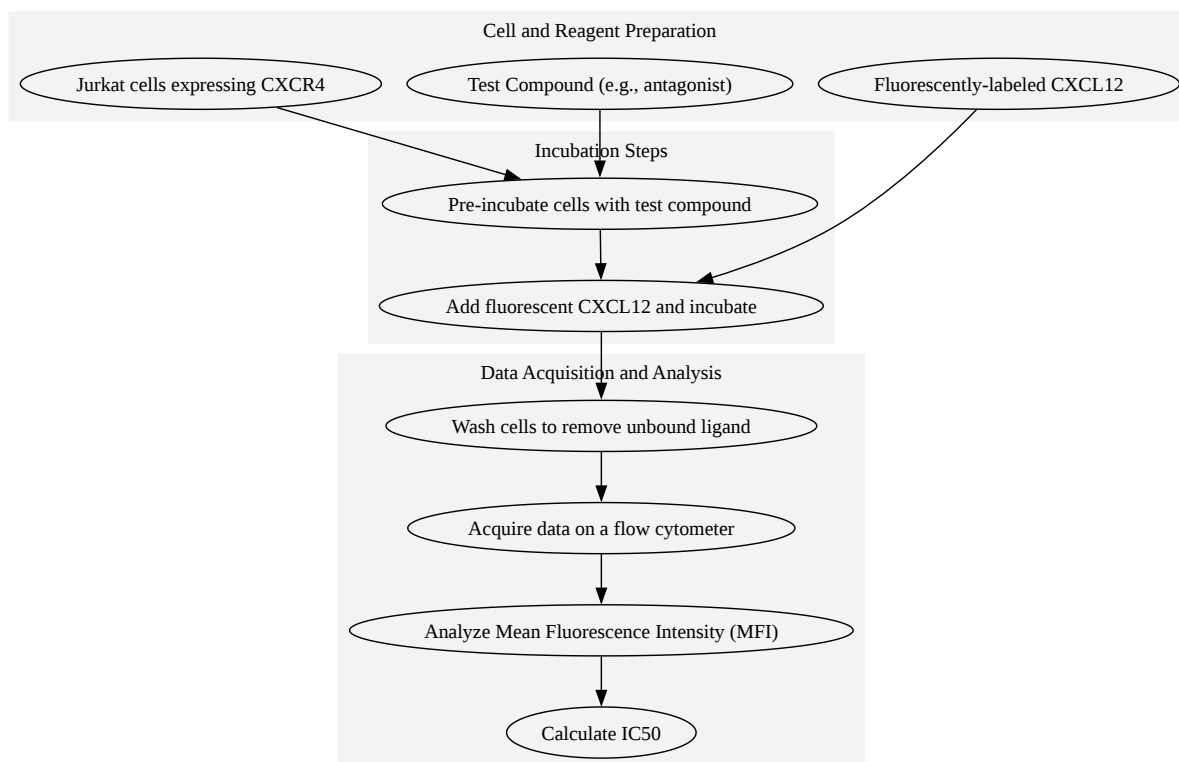 Cell and Reagent Preparation
Jurkat cells expressing CXCR4
Test Compound (e.g., antagonist)
Fluorescently-labeled CXCL12
Incubation Steps
Pre-incubate cells with test compound
Add fluorescent CXCL12 and incubate
Data Acquisition and Analysis
Wash cells to remove unbound ligand
Acquire data on a flow cytometer
Analyze Mean Fluorescence Intensity (MFI)
Calculate IC50